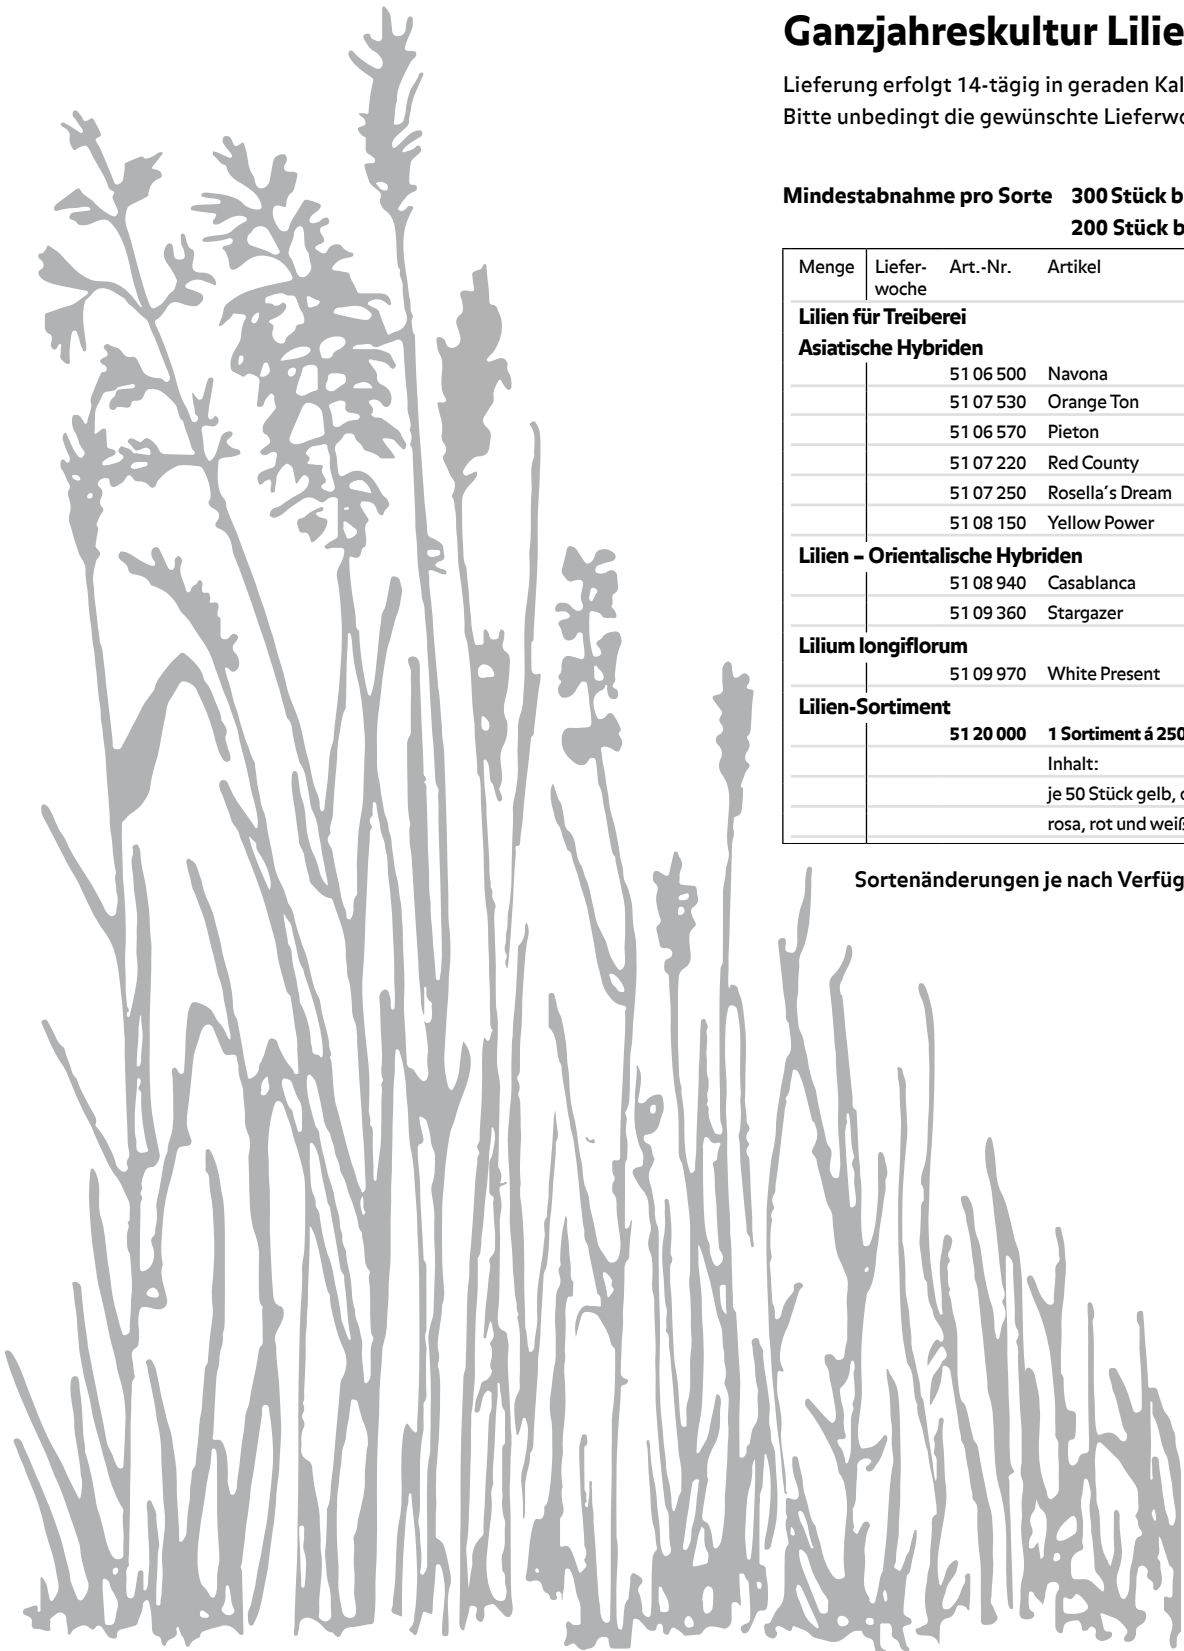 Ganzjahreskultur Lilie
Lieferung erfolgt 14-tägig in geraden Kal
Bitte unbedingt die gewünschte Lieferwo
Mindestabnahme pro Sorte 300 Stück b
200 Stück b
Menge Liefer- Art.-Nr. Artikel
woche
Lilien für Treiberei
Asiatische Hybriden
51 06 500 Navona
51 07 530 Orange Ton
51 06 570 Pieton
51 07 220 Red County
51 07 250 Rosella´s Dream
51 08 150 Yellow Power
Lilien – Orientalische Hybriden
51 08 940 Casablanca
51 09 360 Stargazer
Lilium longiflorum
51 09 970 White Present
Lilien-Sortiment
51 20 000 1 Sortiment á 250
Inhalt:
je 50 Stück gelb,
rosa, rot und weiß
Sortenänderungen je nach Verfüg